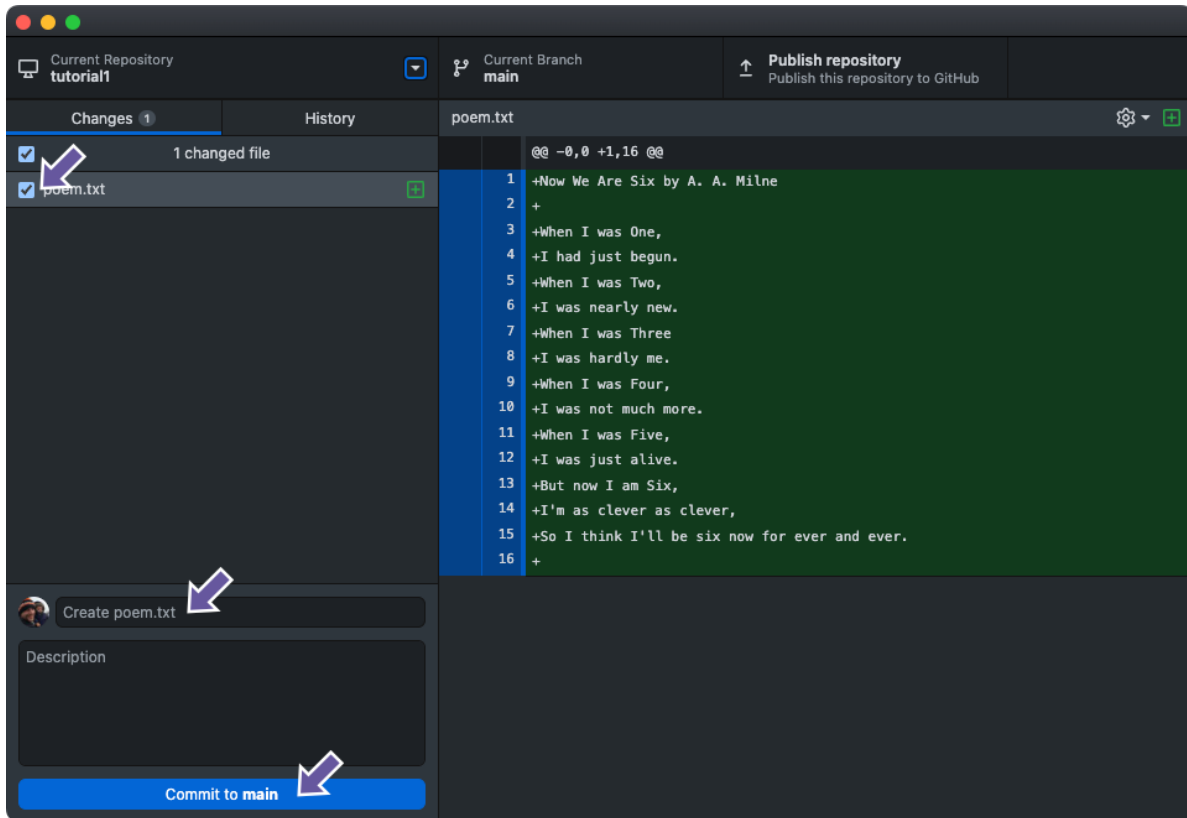 Current Repository
tutorial1
Current Branch
main
Publish repository
Publish this repository to GitHub
Changes 1
History
poem.txt
1 changed file
@@ -0,0 +1,16 @@
poem.txt
1 +Now We Are Six by A. A. Milne
2 +
3 +When I was One,
4 +I had just begun.
5 +When I was Two,
6 +I was nearly new.
7 +When I was Three
8 +I was hardly me.
9 +When I was Four,
10 +I was not much more.
11 +When I was Five,
12 +I was just alive.
13 +But now I am Six,
14 +I'm as clever as clever,
15 +So I think I'll be six now for ever and ever.
16 +
Create poem.txt
Description
Commit to main